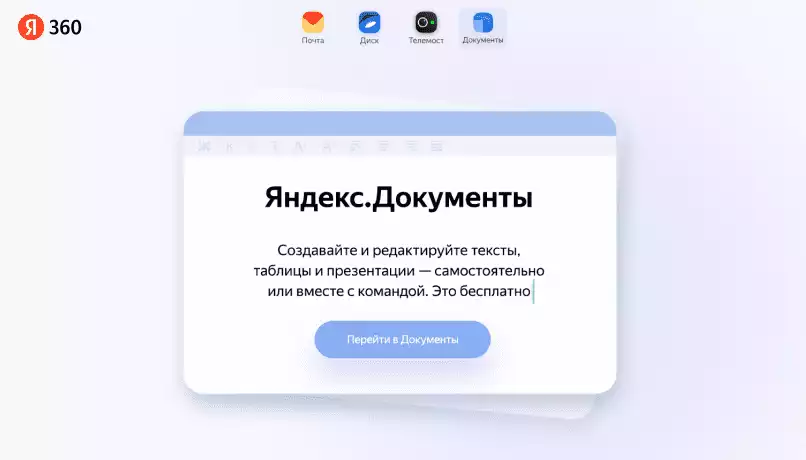 Я 360
Почта
Диск
Телемост
Документы
Яндекс.Документы
Создавайте и редактируйте тексты,
таблицы и презентации — самостоятельно
или вместе с командой. Это бесплатно
Перейти в Документы